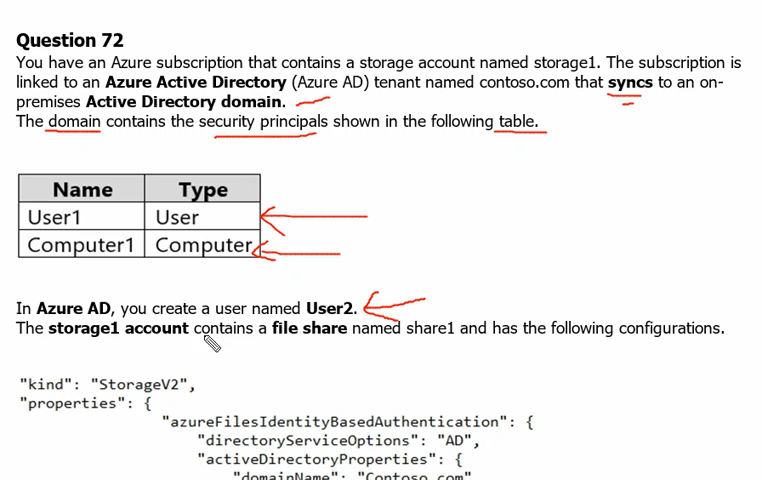 Question 72
You have an Azure subscription that contains a storage account named storage1. The subscription is
linked to an Azure Active Directory (Azure AD) tenant named contoso.com that syncs to an on-
premises Active Directory domain.
The domain contains the security principals shown in the following table.
Name Type
User1 User
Computer1 Computer
In Azure AD, you create a user named User2.
The storage1 account contains a file share named share1 and has the following configurations.
"kind": "StorageV2",
"properties": {
"azureFilesIdentityBasedAuthentication": {
"directoryServiceOptions": "AD",
"activeDirectoryProperties": {
"domainName": "Contoso.com"